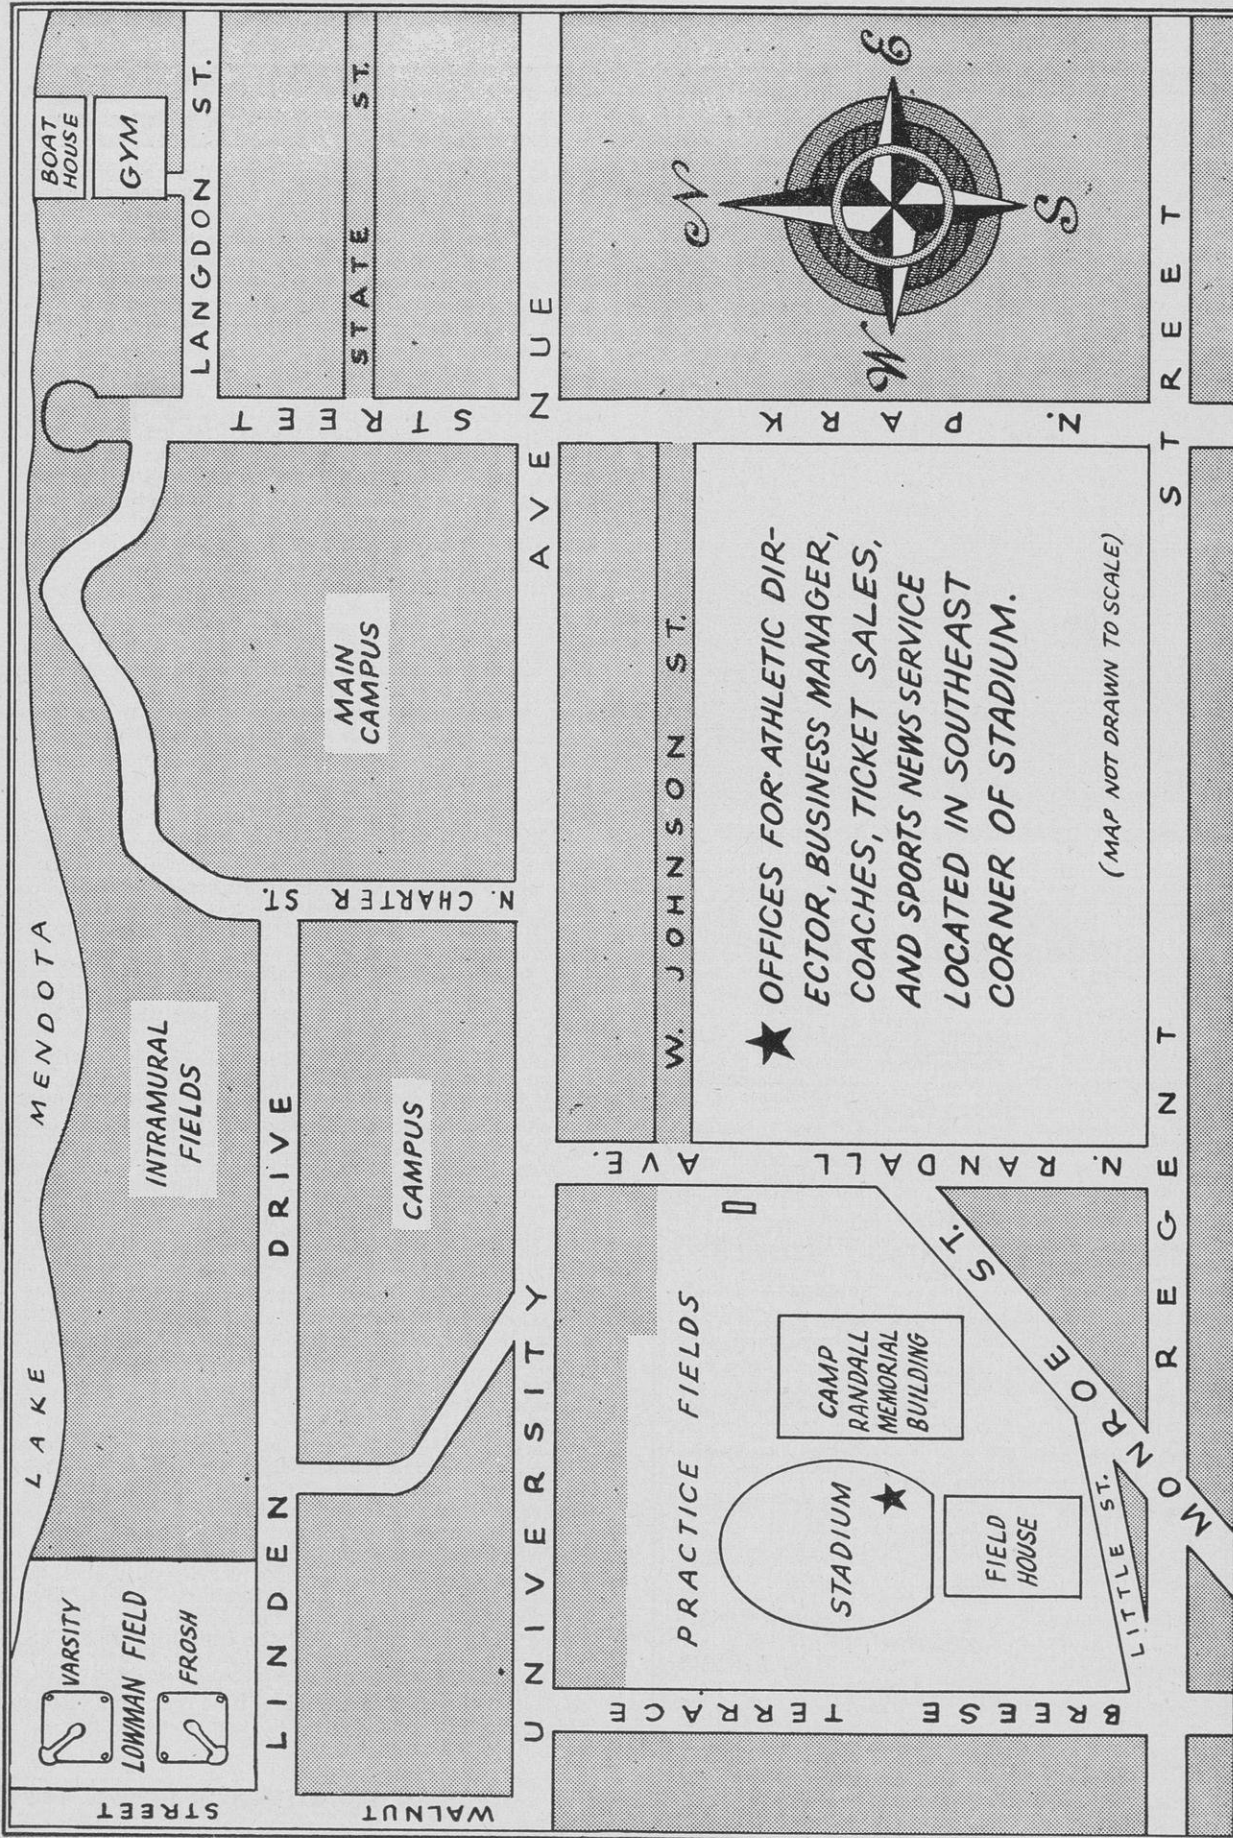 LAKE MENDOTA
BOAT
HOUSE
GYM
LANGDON ST.
STATE ST.
VARSITY
LOWMAN FIELD
FROSH
INTRAMURAL
FIELDS
MAIN
CAMPUS
CAMPUS
LINDEN DRIVE
N. CHARTER ST.
WALNUT STREET
UNIVERSITY AVENUE
N. PARK STREET
W. JOHNSON ST.
N. RANDALL AVE.
BREESE TERRACE
PRACTICE FIELDS
STADIUM
CAMP
RANDALL
MEMORIAL
BUILDING
FIELD
HOUSE
LITTLE ST.
MONROE ST.
REGENT STREET
N
E
S
W
★ OFFICES FOR ATHLETIC DIR-
ECTOR, BUSINESS MANAGER,
COACHES, TICKET SALES,
AND SPORTS NEWS SERVICE
LOCATED IN SOUTHEAST
CORNER OF STADIUM.
(MAP NOT DRAWN TO SCALE)